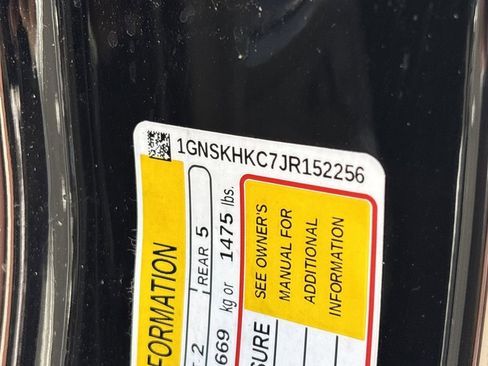 1GNSKHKC7JR152256
FORMATION
2 REAR 5
669 kg or 1475 lbs.
SURE
SEE OWNER'S
MANUAL FOR
ADDITIONAL
INFORMATION